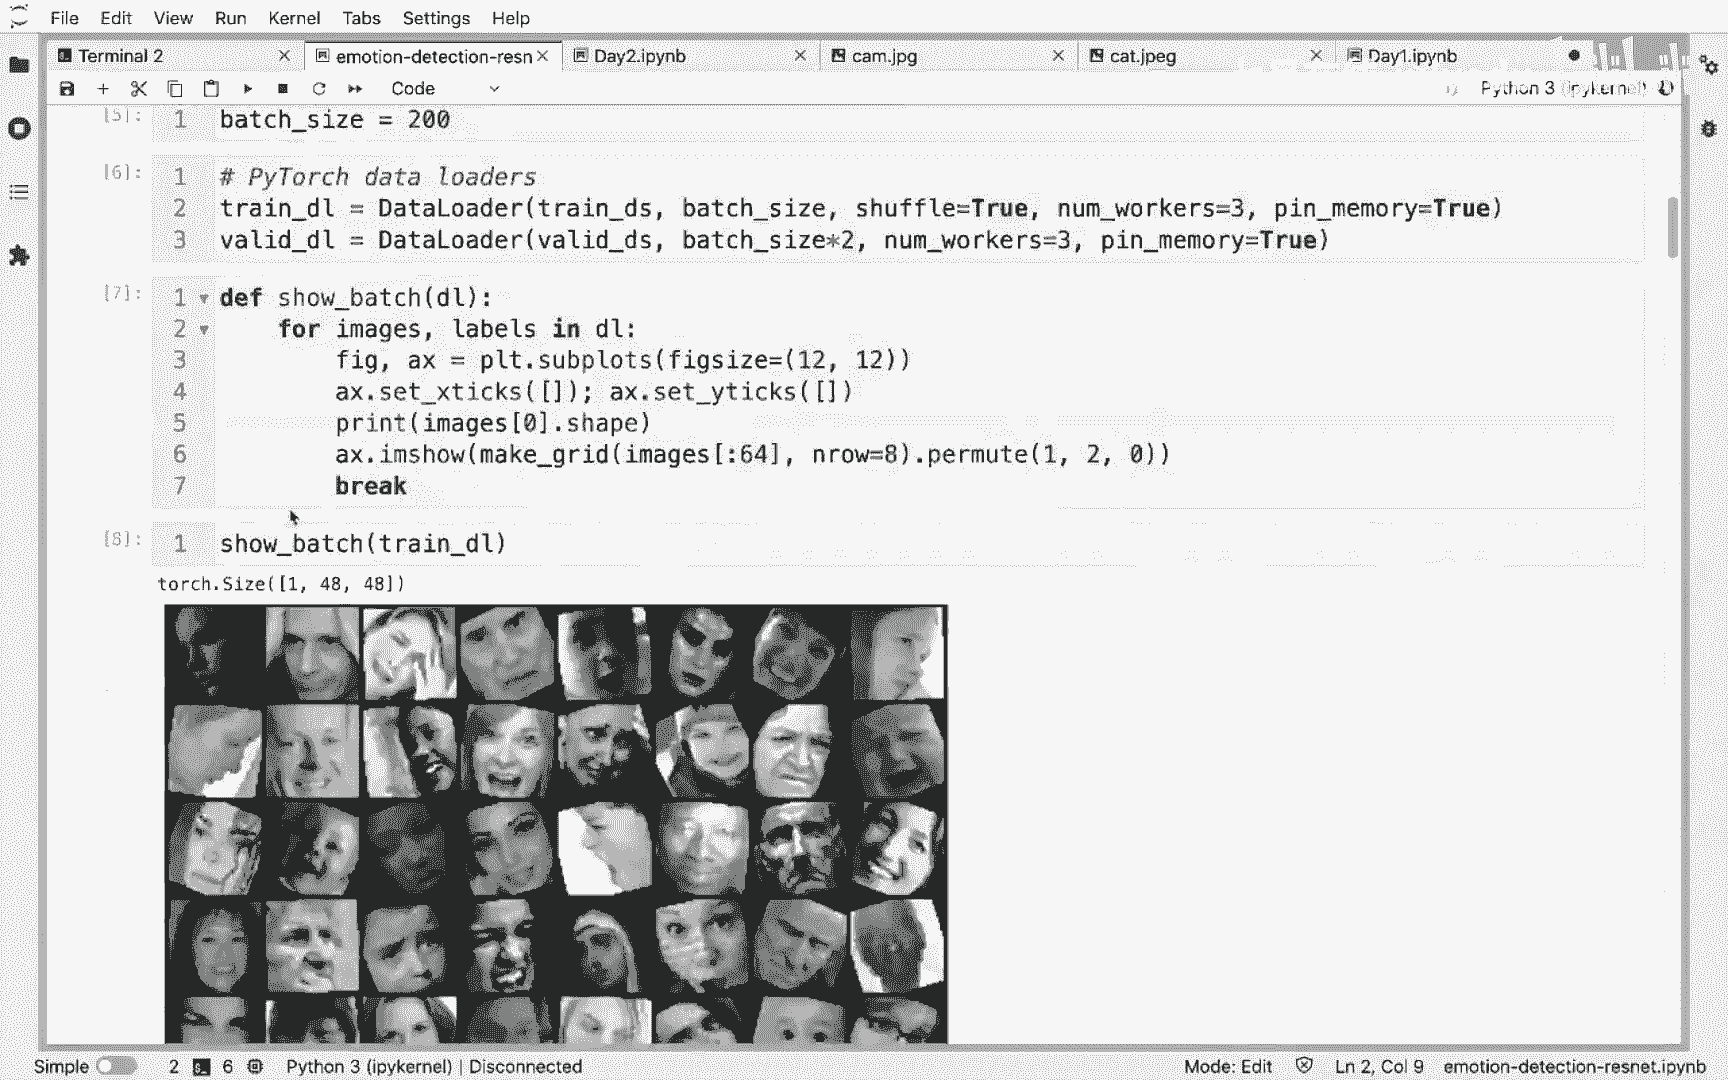 File Edit View Run Kernel Tabs Settings Help
Terminal 2 emotion-detection-resn Day2.ipynb cam.jpg cat.jpeg Day1.ipynb
Code Python 3 (ipykernel)
[5]: 1 batch_size = 200
[6]: 1 # PyTorch data loaders
2 train_dl = DataLoader(train_ds, batch_size, shuffle=True, num_workers=3, pin_memory=True)
3 valid_dl = DataLoader(valid_ds, batch_size*2, num_workers=3, pin_memory=True)
[7]: 1 def show_batch(dl):
2 for images, labels in dl:
3 fig, ax = plt.subplots(figsize=(12, 12))
4 ax.set_xticks([]); ax.set_yticks([])
5 print(images[0].shape)
6 ax.imshow(make_grid(images[:64], nrow=8).permute(1, 2, 0))
7 break
[8]: 1 show_batch(train_dl)
torch.Size([1, 48, 48])
Simple 2 6 Python 3 (ipykernel) | Disconnected Mode: Edit Ln 2, Col 9 emotion-detection-resnet.ipynb